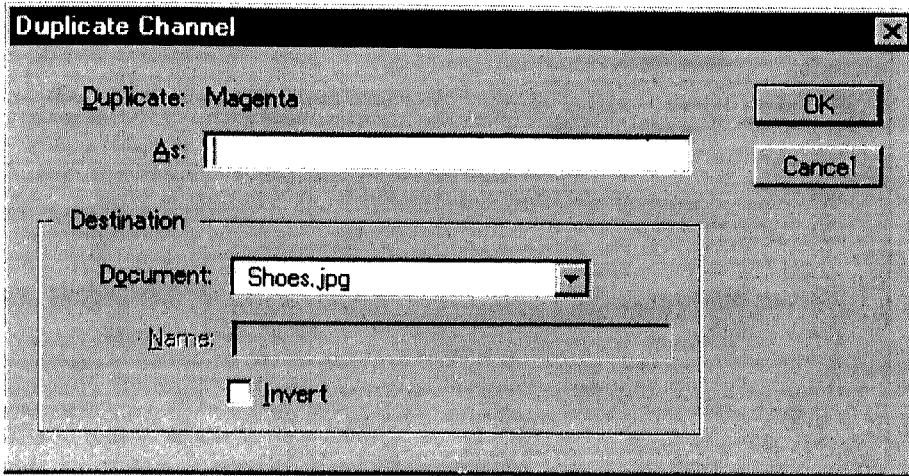 Duplicate Channel
Duplicate: Magenta
OK
As:
Cancel
Destination
Document: Shoes.jpg
Name:
Invert